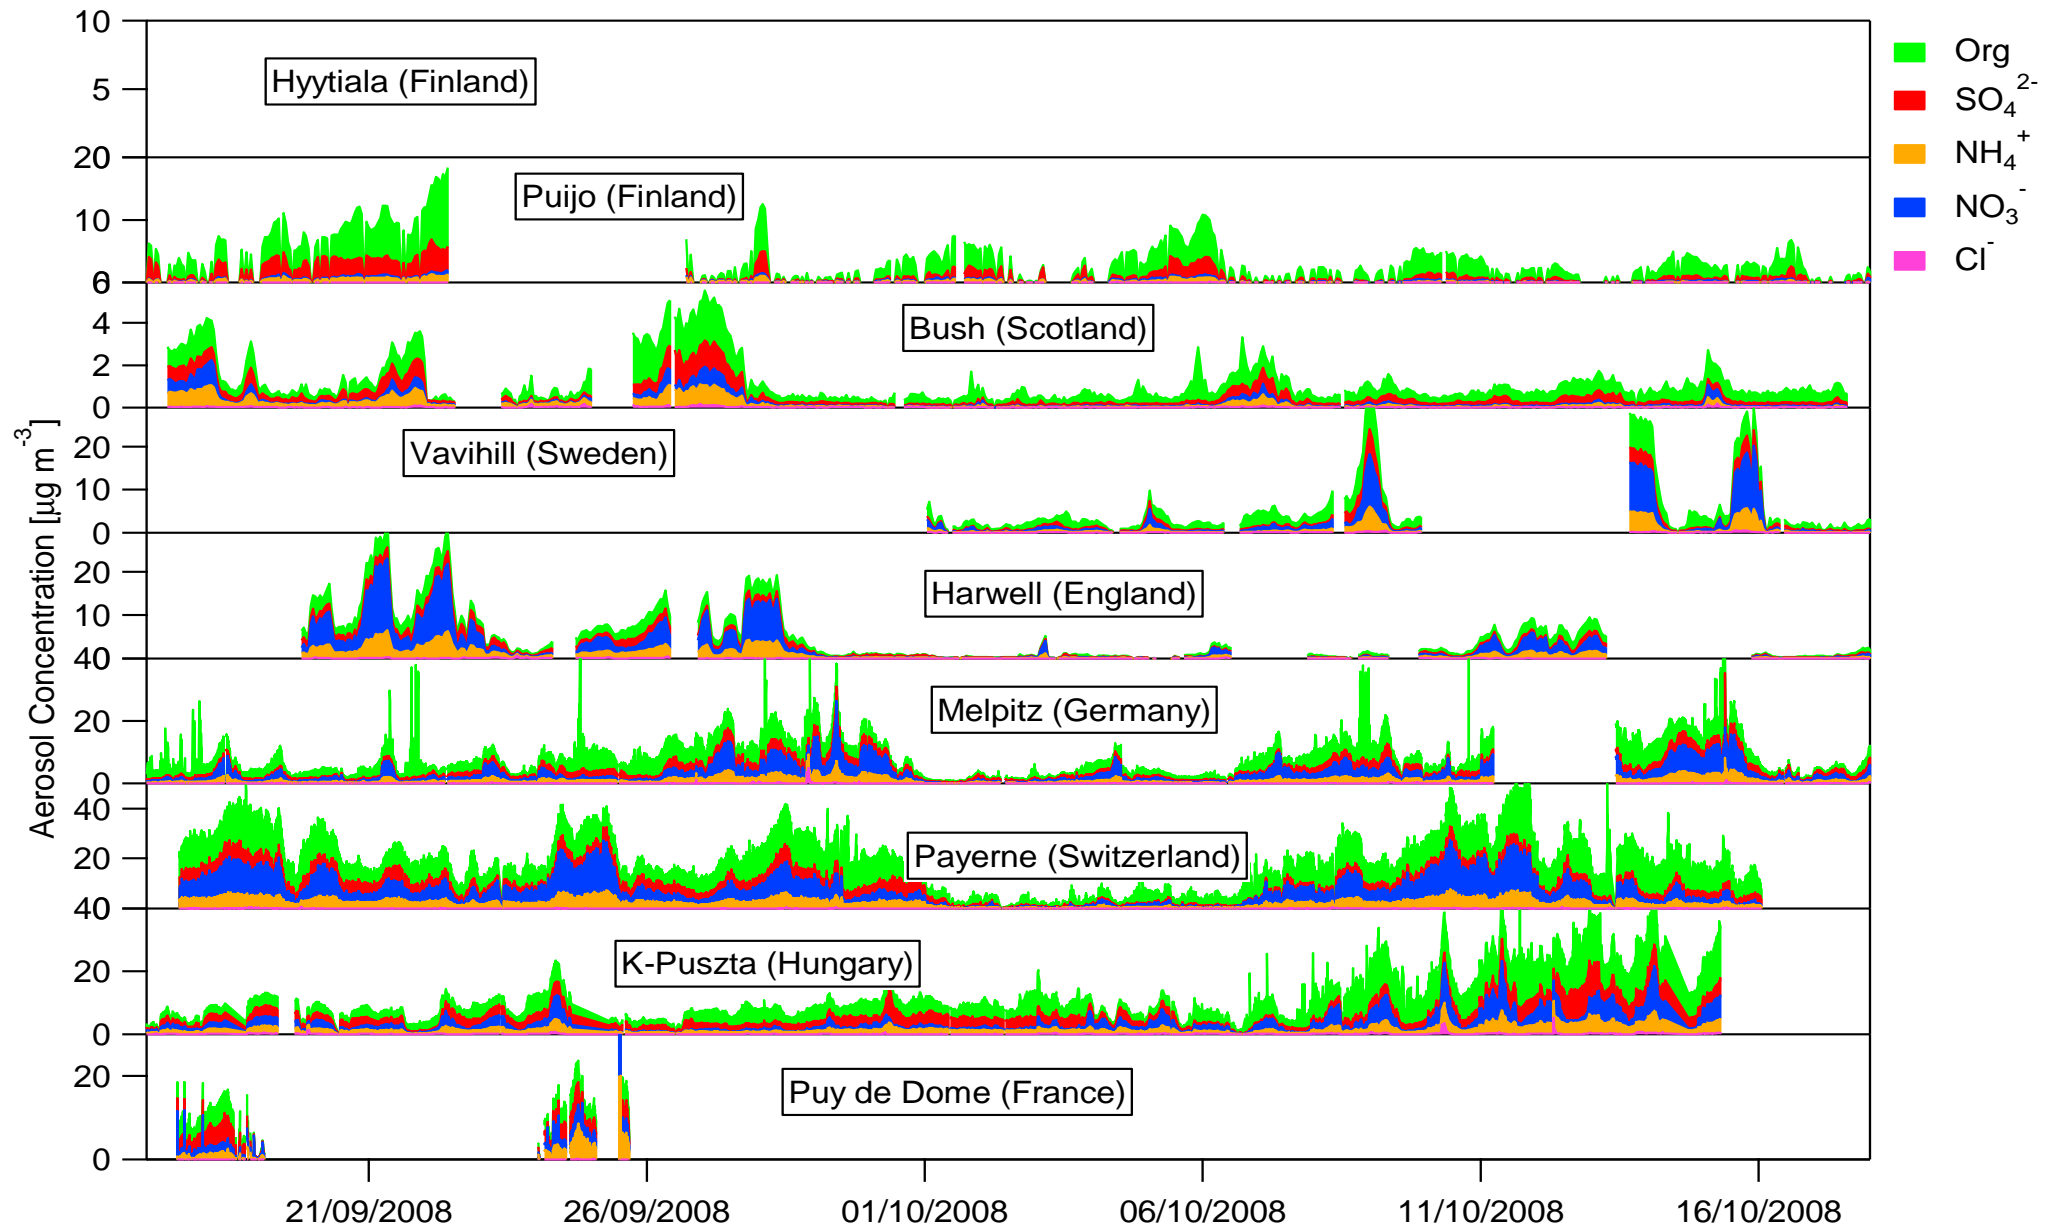 10
5
Hyytiala (Finland)
20
10
Puijo (Finland)
6
4
2
0
Bush (Scotland)
20
10
0
Vavihill (Sweden)
20
10
Harwell (England)
40
20
0
Melpitz (Germany)
40
20
Payerne (Switzerland)
40
20
0
K-Puszta (Hungary)
20
0
Puy de Dome (France)
Aerosol Concentration [µg m⁻³]
21/09/2008 26/09/2008 01/10/2008 06/10/2008 11/10/2008 16/10/2008
Org
SO₄²⁻
NH₄⁺
NO₃⁻
Cl⁻